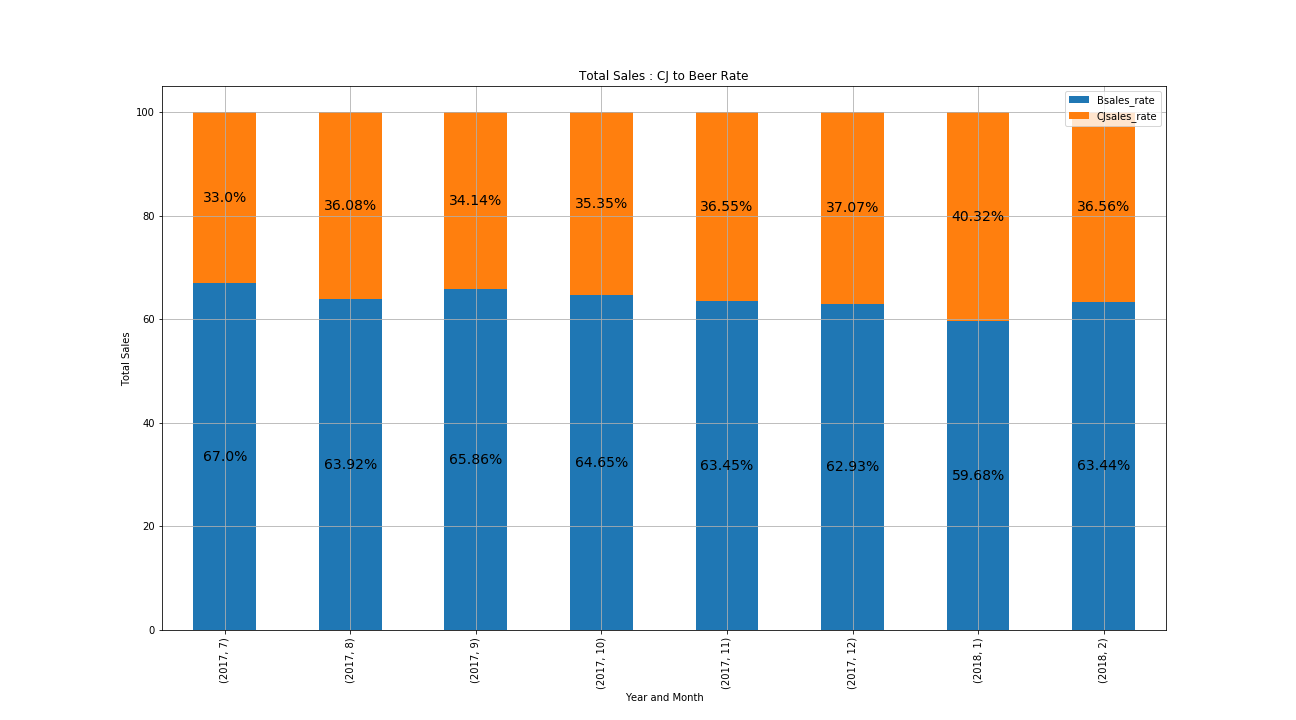 Total Sales : CJ to Beer Rate
Bsales_rate
CJsales_rate
100
80
60
40
20
0
Total Sales
33.0% 36.08% 34.14% 35.35% 36.55% 37.07% 40.32% 36.56%
67.0% 63.92% 65.86% 64.65% 63.45% 62.93% 59.68% 63.44%
(2017, 7) (2017, 8) (2017, 9) (2017, 10) (2017, 11) (2017, 12) (2018, 1) (2018, 2)
Year and Month